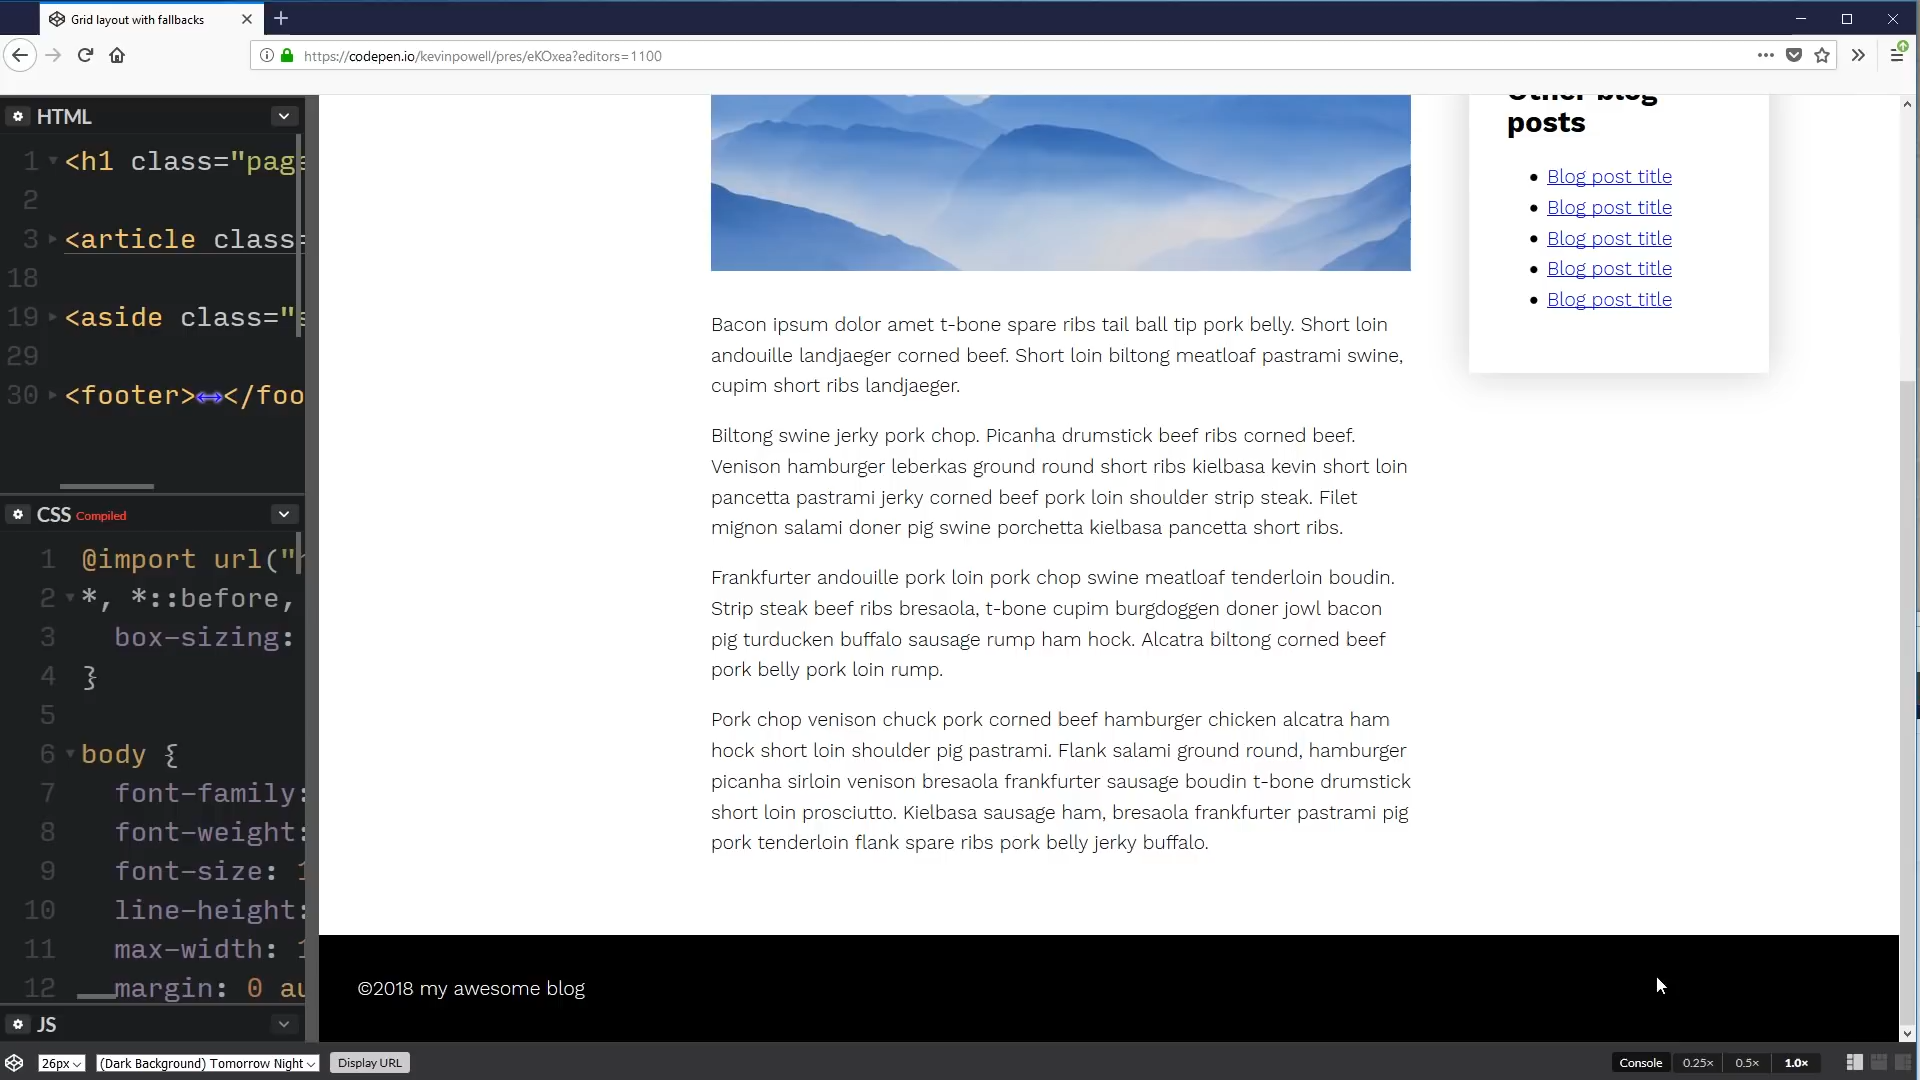 Grid layout with fallbacks
https://codepen.io/kevinpowell/pres/eKOxea?editors=1100
HTML
1 <h1 class="page
2
3 <article class=
18
19 <aside class="
29
30 <footer></foo
CSS Compiled
1 @import url("
2 *, *::before,
3 box-sizing:
4 }
5
6 body {
7 font-family:
8 font-weight:
9 font-size: 1
10 line-height:
11 max-width: 1
12 margin: 0 au
JS
Other blog
posts
Blog post title
Blog post title
Blog post title
Blog post title
Blog post title
Bacon ipsum dolor amet t-bone spare ribs tail ball tip pork belly. Short loin
andouille landjaeger corned beef. Short loin biltong meatloaf pastrami swine,
cupim short ribs landjaeger.
Biltong swine jerky pork chop. Picanha drumstick beef ribs corned beef.
Venison hamburger leberkas ground round short ribs kielbasa kevin short loin
pancetta pastrami jerky corned beef pork loin shoulder strip steak. Filet
mignon salami doner pig swine porchetta kielbasa pancetta short ribs.
Frankfurter andouille pork loin pork chop swine meatloaf tenderloin boudin.
Strip steak beef ribs bresaola, t-bone cupim burgdoggen doner jowl bacon
pig turducken buffalo sausage rump ham hock. Alcatra biltong corned beef
pork belly pork loin rump.
Pork chop venison chuck pork corned beef hamburger chicken alcatra ham
hock short loin shoulder pig pastrami. Flank salami ground round, hamburger
picanha sirloin venison bresaola frankfurter sausage boudin t-bone drumstick
short loin prosciutto. Kielbasa sausage ham, bresaola frankfurter pastrami pig
pork tenderloin flank spare ribs pork belly jerky buffalo.
©2018 my awesome blog
26px (Dark Background) Tomorrow Night Display URL Console 0.25× 0.5× 1.0×